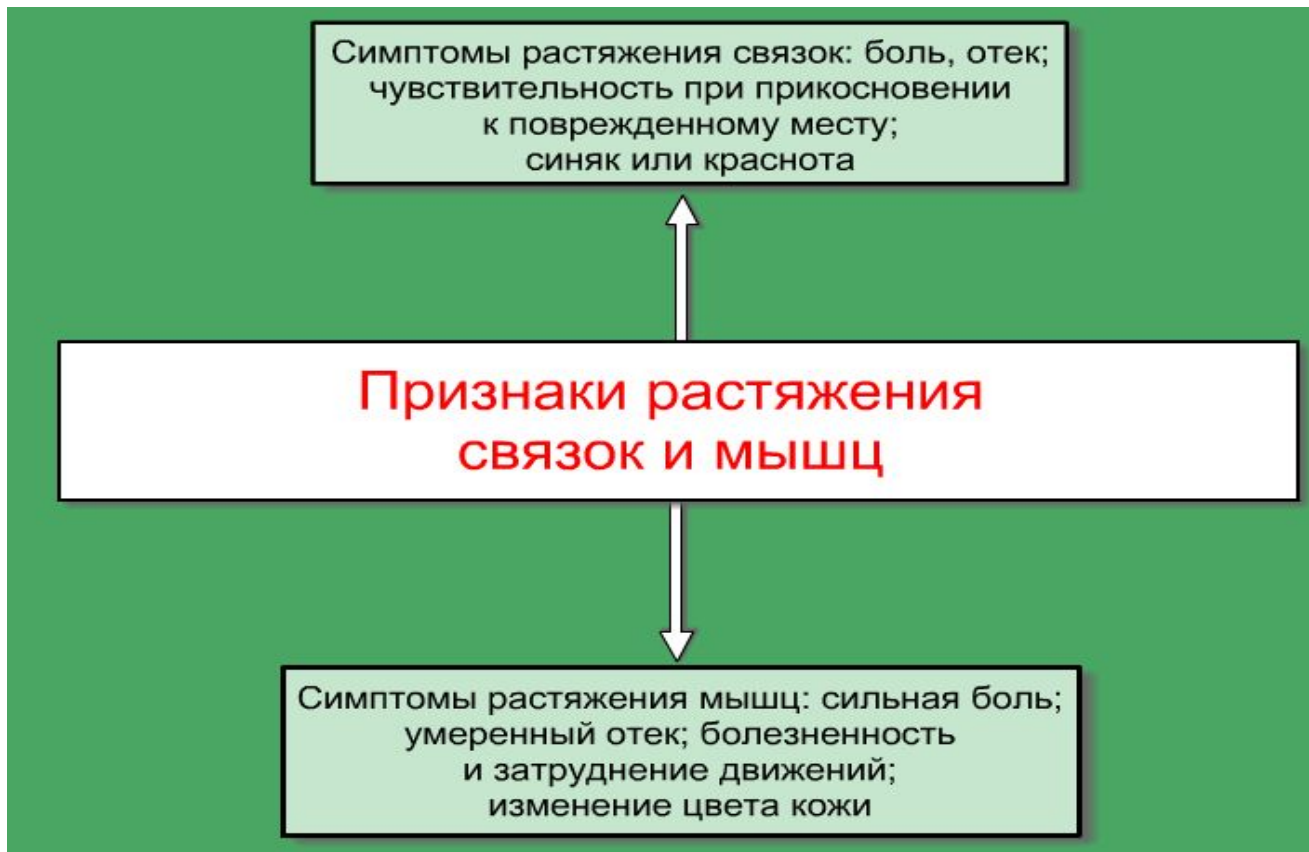 Симптомы растяжения связок: боль, отек;
чувствительность при прикосновении
к поврежденному месту;
синяк или краснота
Признаки растяжения
связок и мышц
Симптомы растяжения мышц: сильная боль;
умеренный отек; болезненность
и затруднение движений;
изменение цвета кожи